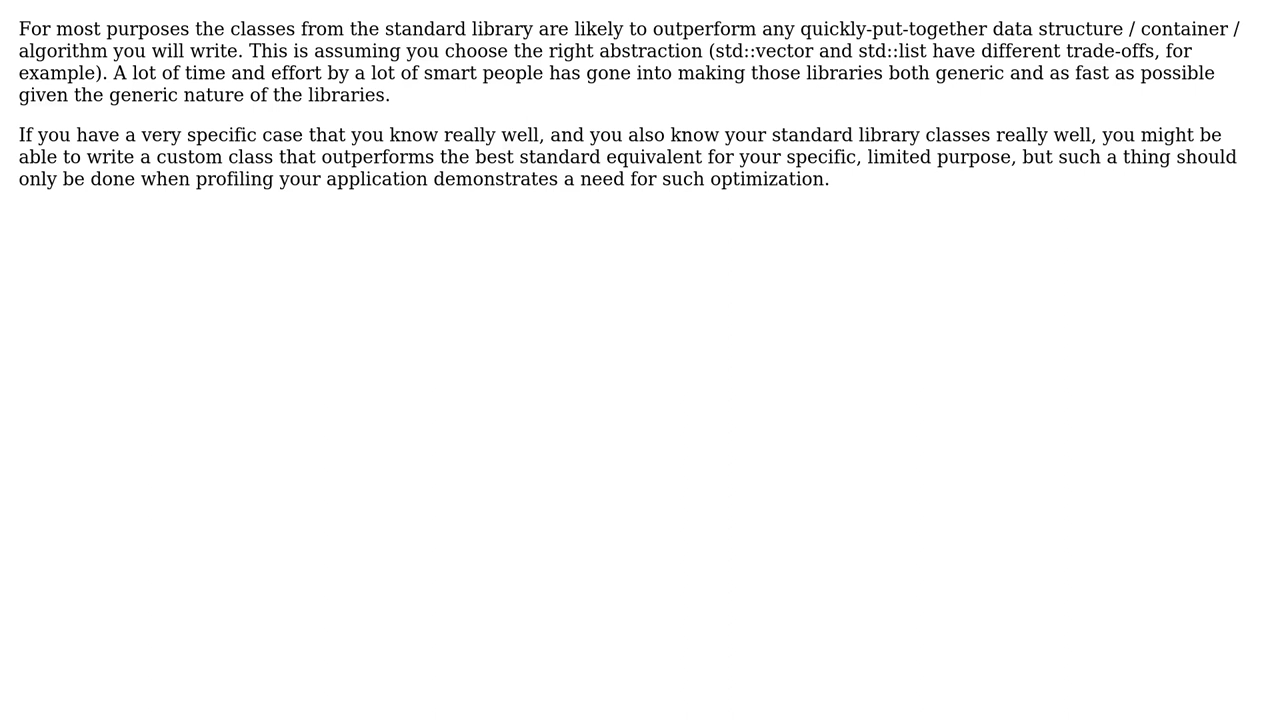 For most purposes the classes from the standard library are likely to outperform any quickly-put-together data structure / container /
algorithm you will write. This is assuming you choose the right abstraction (std::vector and std::list have different trade-offs, for
example). A lot of time and effort by a lot of smart people has gone into making those libraries both generic and as fast as possible
given the generic nature of the libraries.
If you have a very specific case that you know really well, and you also know your standard library classes really well, you might be
able to write a custom class that outperforms the best standard equivalent for your specific, limited purpose, but such a thing should
only be done when profiling your application demonstrates a need for such optimization.